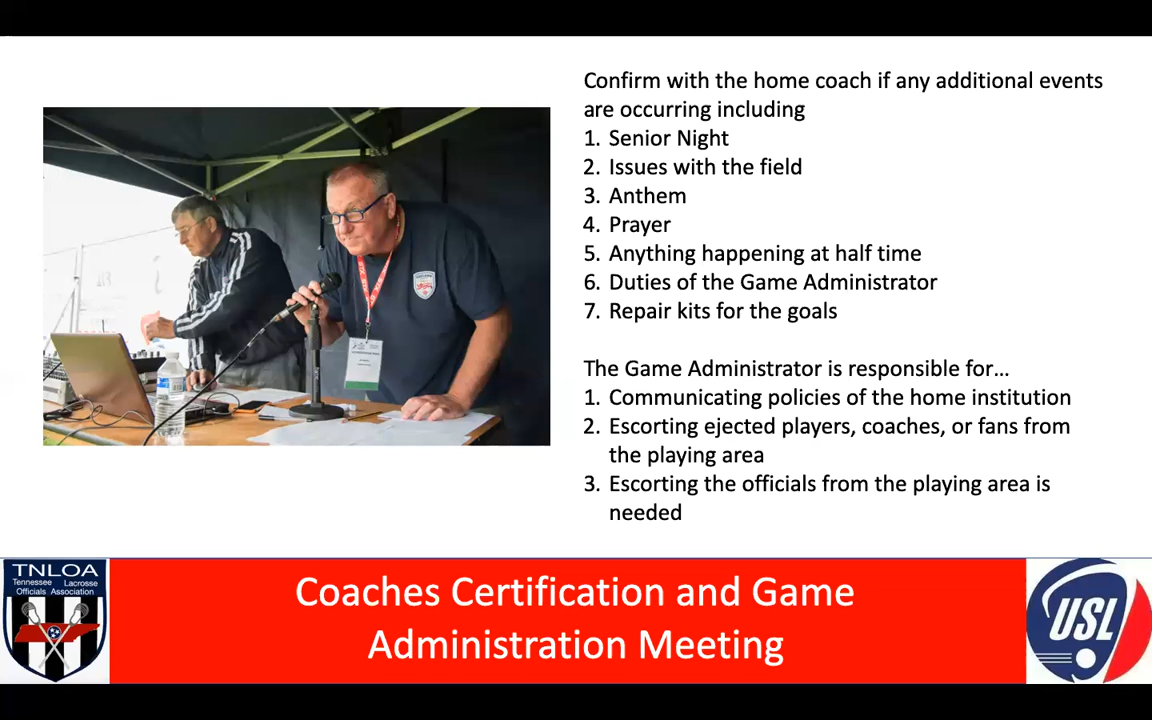 Confirm with the home coach if any additional events
are occurring including
1. Senior Night
2. Issues with the field
3. Anthem
4. Prayer
5. Anything happening at half time
6. Duties of the Game Administrator
7. Repair kits for the goals
The Game Administrator is responsible for...
1. Communicating policies of the home institution
2. Escorting ejected players, coaches, or fans from
the playing area
3. Escorting the officials from the playing area is
needed
TNLOA
Tennessee Lacrosse
Officials Association
Coaches Certification and Game
Administration Meeting
USL